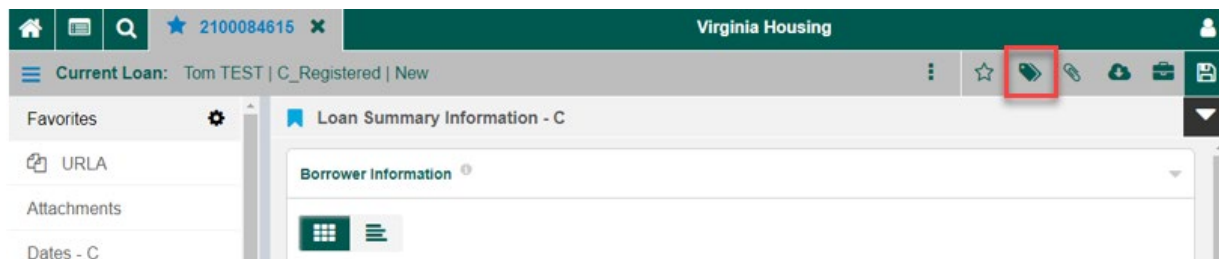 2100084615
Virginia Housing
Current Loan: Tom TEST | C_Registered | New
Favorites
Loan Summary Information - C
URLA
Borrower Information
Attachments
Dates - C